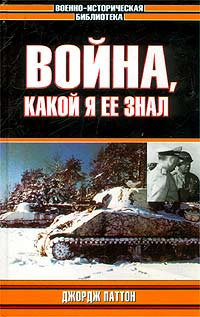 ВОЕННО-ИСТОРИЧЕСКАЯ
БИБЛИОТЕКА
ВОЙНА,
КАКОЙ Я ЕЕ ЗНАЛ
ДЖОРДЖ ПАТТОН